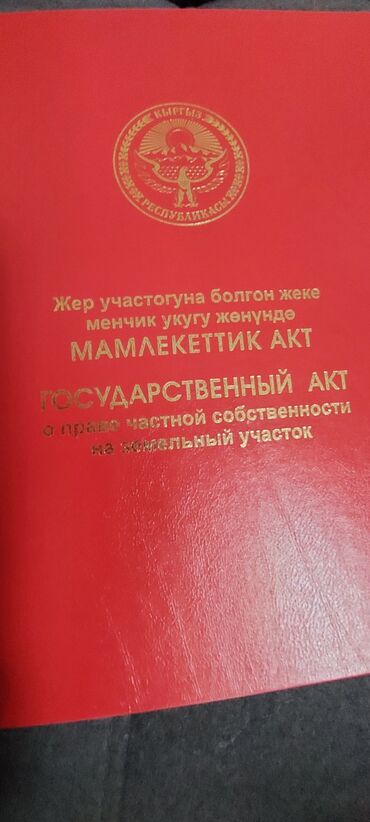 КЫРГЫЗ
РЕСПУБЛИКАСЫ
Жер участогуна болгон жеке
менчик укугу жөнүндө
МАМЛЕКЕТТИК АКТ
ГОСУДАРСТВЕННЫЙ АКТ
о праве частной собственности
на земельный участок